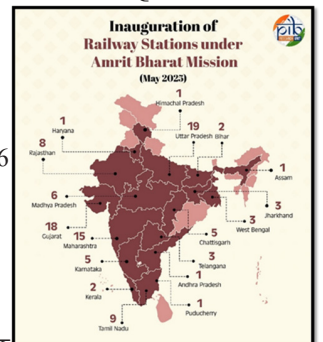 Inauguration of
Railway Stations under
Amrit Bharat Mission
(May 2025)
pib
1
Himachal Pradesh
1
Haryana
19
Uttar Pradesh
2
Bihar
8
Rajasthan
6
1
Assam
6
Madhya Pradesh
3
Jharkhand
18
Gujarat
15
Maharashtra
3
West Bengal
5
Chattisgarh
5
Karnataka
3
Telangana
1
Andhra Pradesh
2
Kerala
1
Puducherry
9
Tamil Nadu